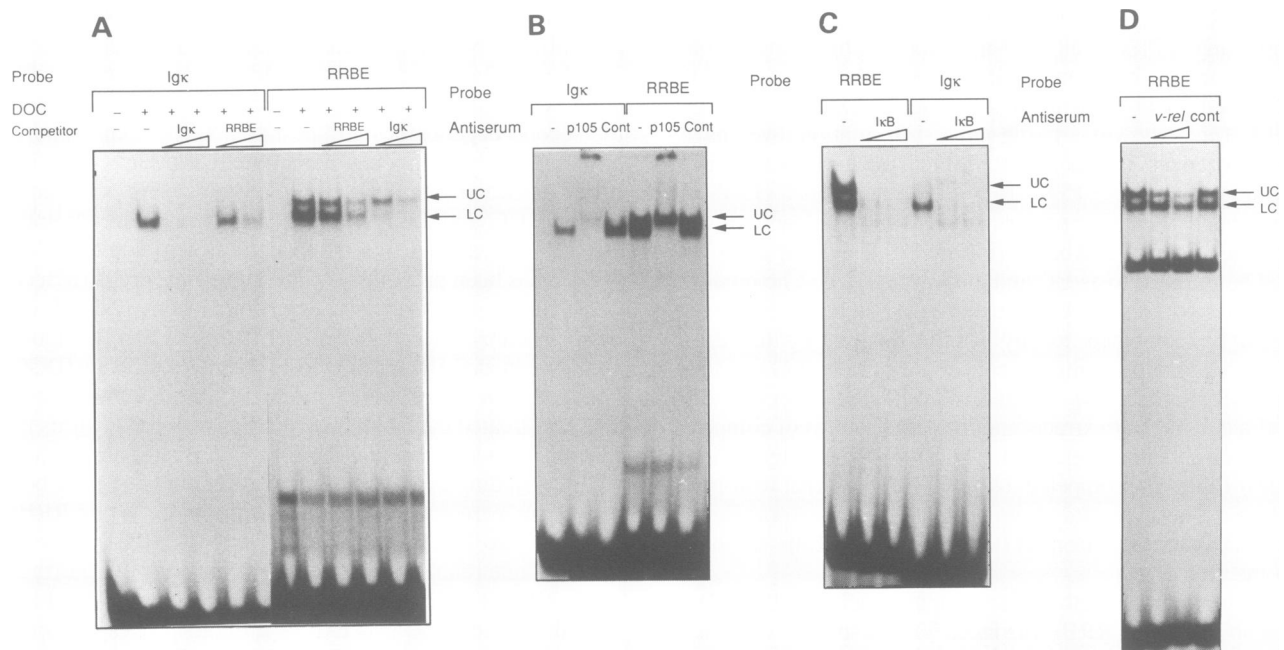 A
Probe
Igκ
RRBE
DOC
– + + + + + – + + + + +
Competitor
– Igκ RRBE – RRBE Igκ
UC
LC
B
Probe
Igκ
RRBE
Antiserum
- p105 Cont - p105 Cont
UC
LC
C
Probe
RRBE
Igκ
- IκB - IκB
UC
LC
D
Probe
RRBE
Antiserum
- v-rel cont
UC
LC